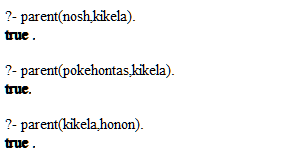 ?- parent(nosh,kikela).
true .
?- parent(pokehontas,kikela).
true.
?- parent(kikela,honon).
true .